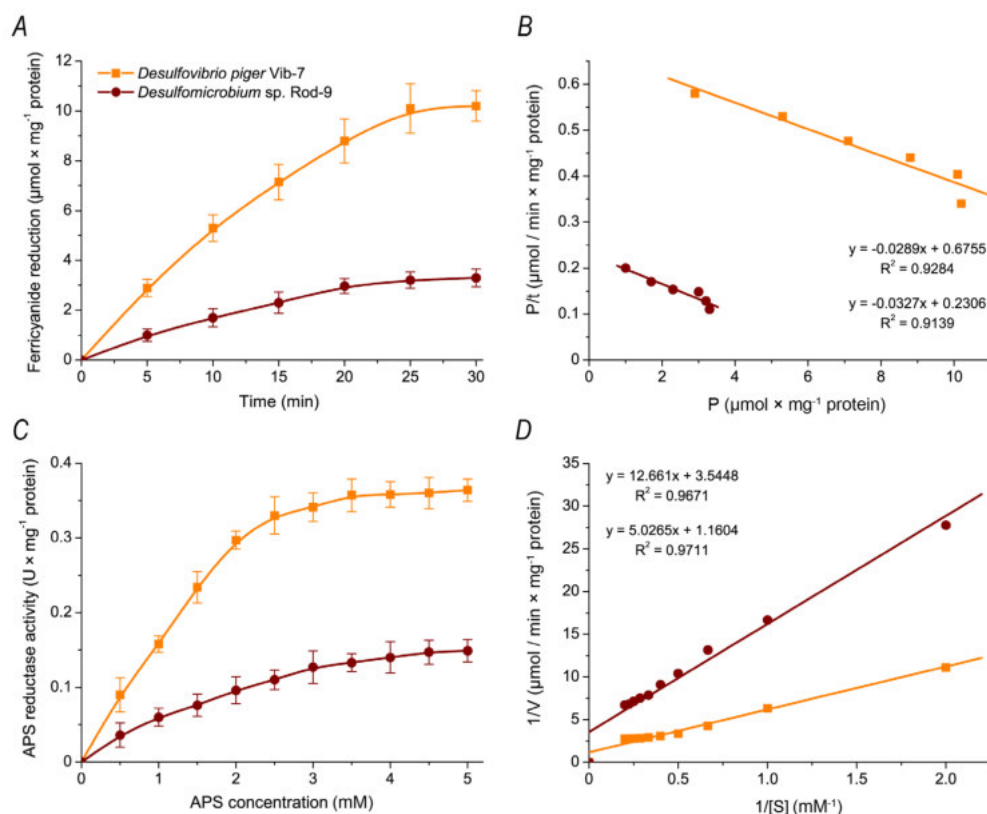 A
Ferricyanide reduction (µmol × mg⁻¹ protein)
12
10
8
6
4
2
0
Desulfovibrio piger Vib-7
Desulfomicrobium sp. Rod-9
0
5
10
15
20
25
30
Time (min)
B
P/t (µmol / min × mg⁻¹ protein)
0.6
0.5
0.4
0.3
0.2
0.1
0
y = -0.0289x + 0.6755
R² = 0.9284
y = -0.0327x + 0.2306
R² = 0.9139
0
2
4
6
8
10
P (µmol × mg⁻¹ protein)
C
APS reductase activity (U × mg⁻¹ protein)
0.4
0.3
0.2
0.1
0
0
1
2
3
4
5
APS concentration (mM)
D
1/V (µmol / min × mg⁻¹ protein)
35
30
25
20
15
10
5
0
y = 12.661x + 3.5448
R² = 0.9671
y = 5.0265x + 1.1604
R² = 0.9711
0
0.5
1.0
1.5
2.0
1/[S] (mM⁻¹)